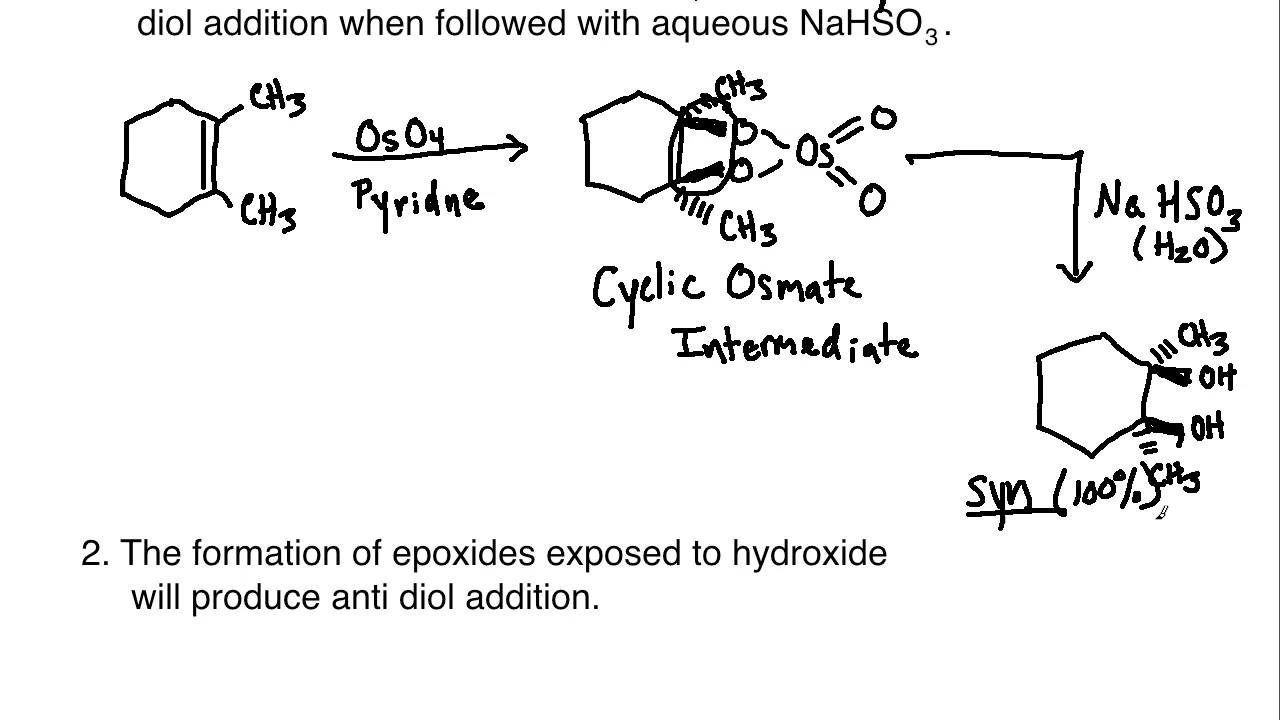 diol addition when followed with aqueous NaHSO3.
CH3
CH3
OsO4
Pyridne
CH3
O
O
Os
O
O
CH3
Cyclic Osmate
Intermediate
NaHSO3
(H2O)
CH3
OH
OH
CH3
Syn (100%)
2. The formation of epoxides exposed to hydroxide
will produce anti diol addition.